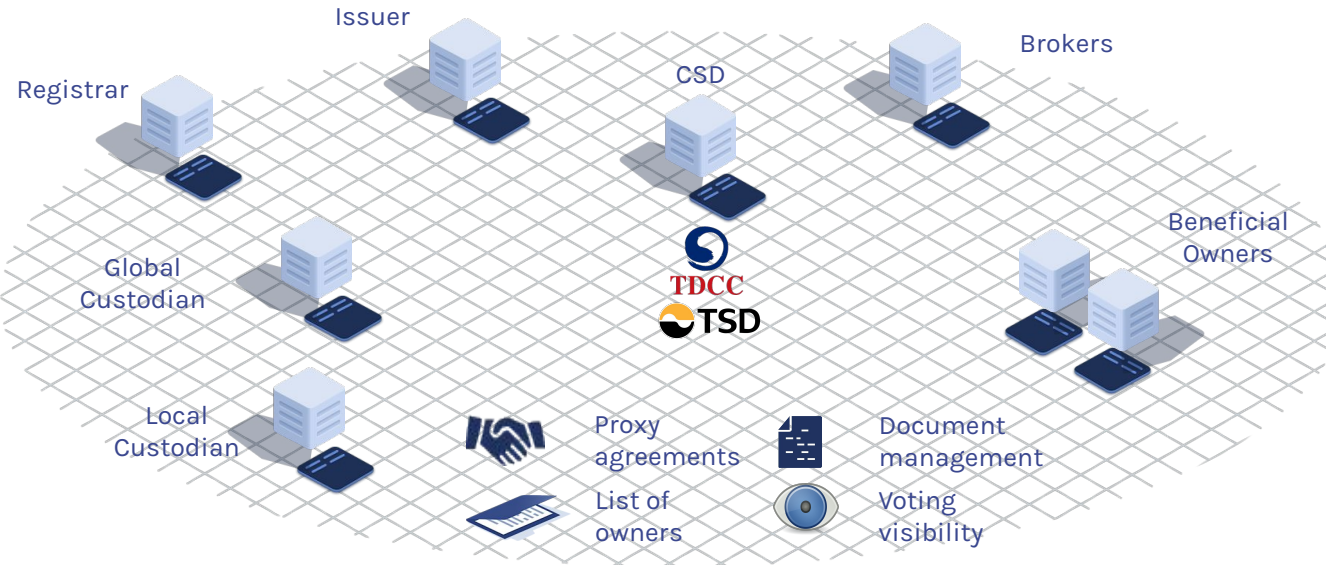 Issuer
Brokers
CSD
Registrar
Beneficial
Owners
Global
Custodian
TDCC
TSD
Local
Custodian
Proxy
agreements
Document
management
List of
owners
Voting
visibility